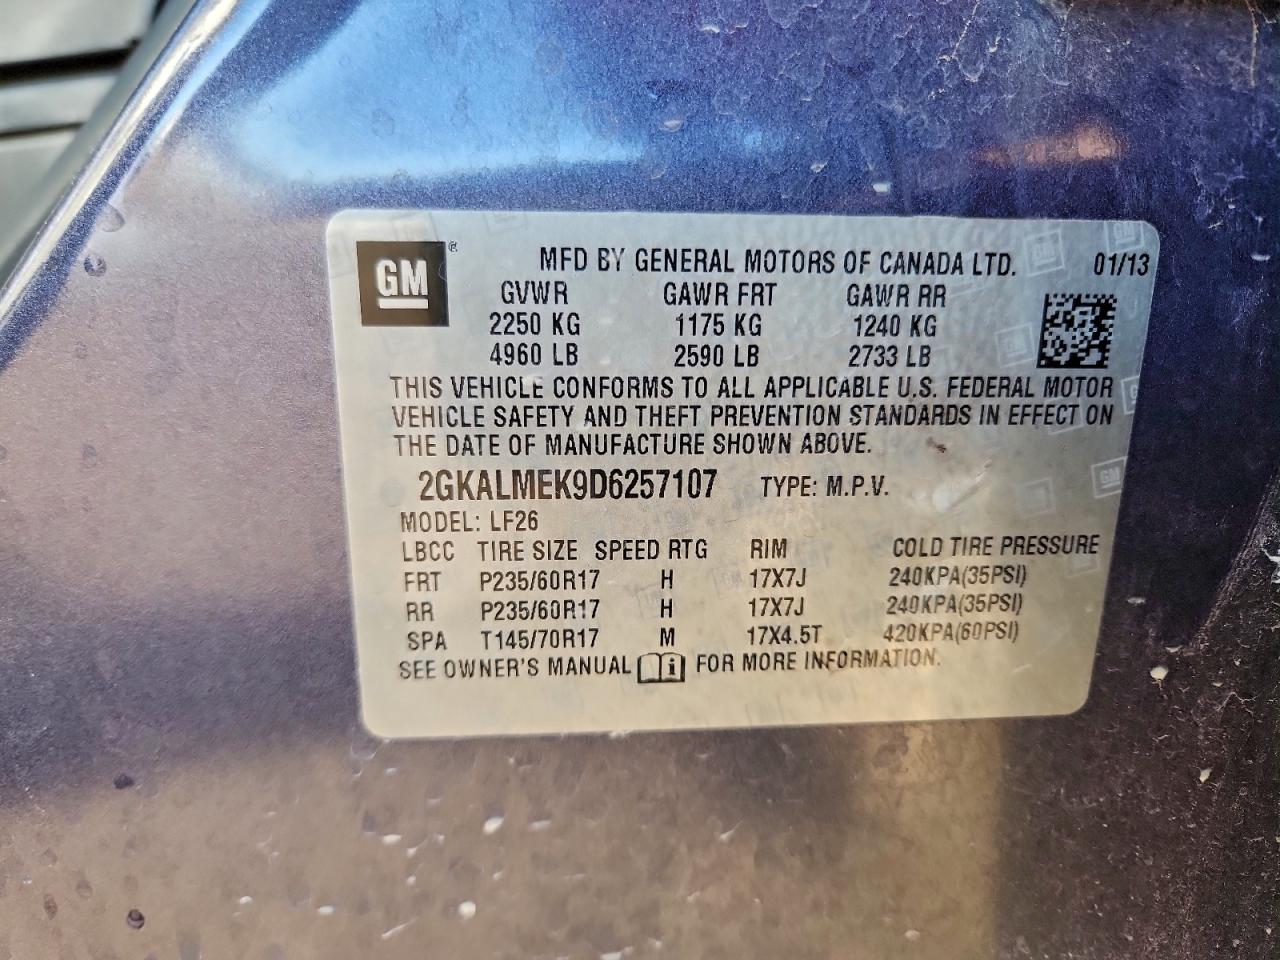 GM ® MFD BY GENERAL MOTORS OF CANADA LTD. 01/13
GVWR GAWR FRT GAWR RR
2250 KG 1175 KG 1240 KG
4960 LB 2590 LB 2733 LB
THIS VEHICLE CONFORMS TO ALL APPLICABLE U.S. FEDERAL MOTOR
VEHICLE SAFETY AND THEFT PREVENTION STANDARDS IN EFFECT ON
THE DATE OF MANUFACTURE SHOWN ABOVE.
2GKALMEK9D6257107 TYPE: M.P.V.
MODEL: LF26
LBCC TIRE SIZE SPEED RTG RIM COLD TIRE PRESSURE
FRT P235/60R17 H 17X7J 240KPA(35PSI)
RR P235/60R17 H 17X7J 240KPA(35PSI)
SPA T145/70R17 M 17X4.5T 420KPA(60PSI)
SEE OWNER'S MANUAL i FOR MORE INFORMATION.